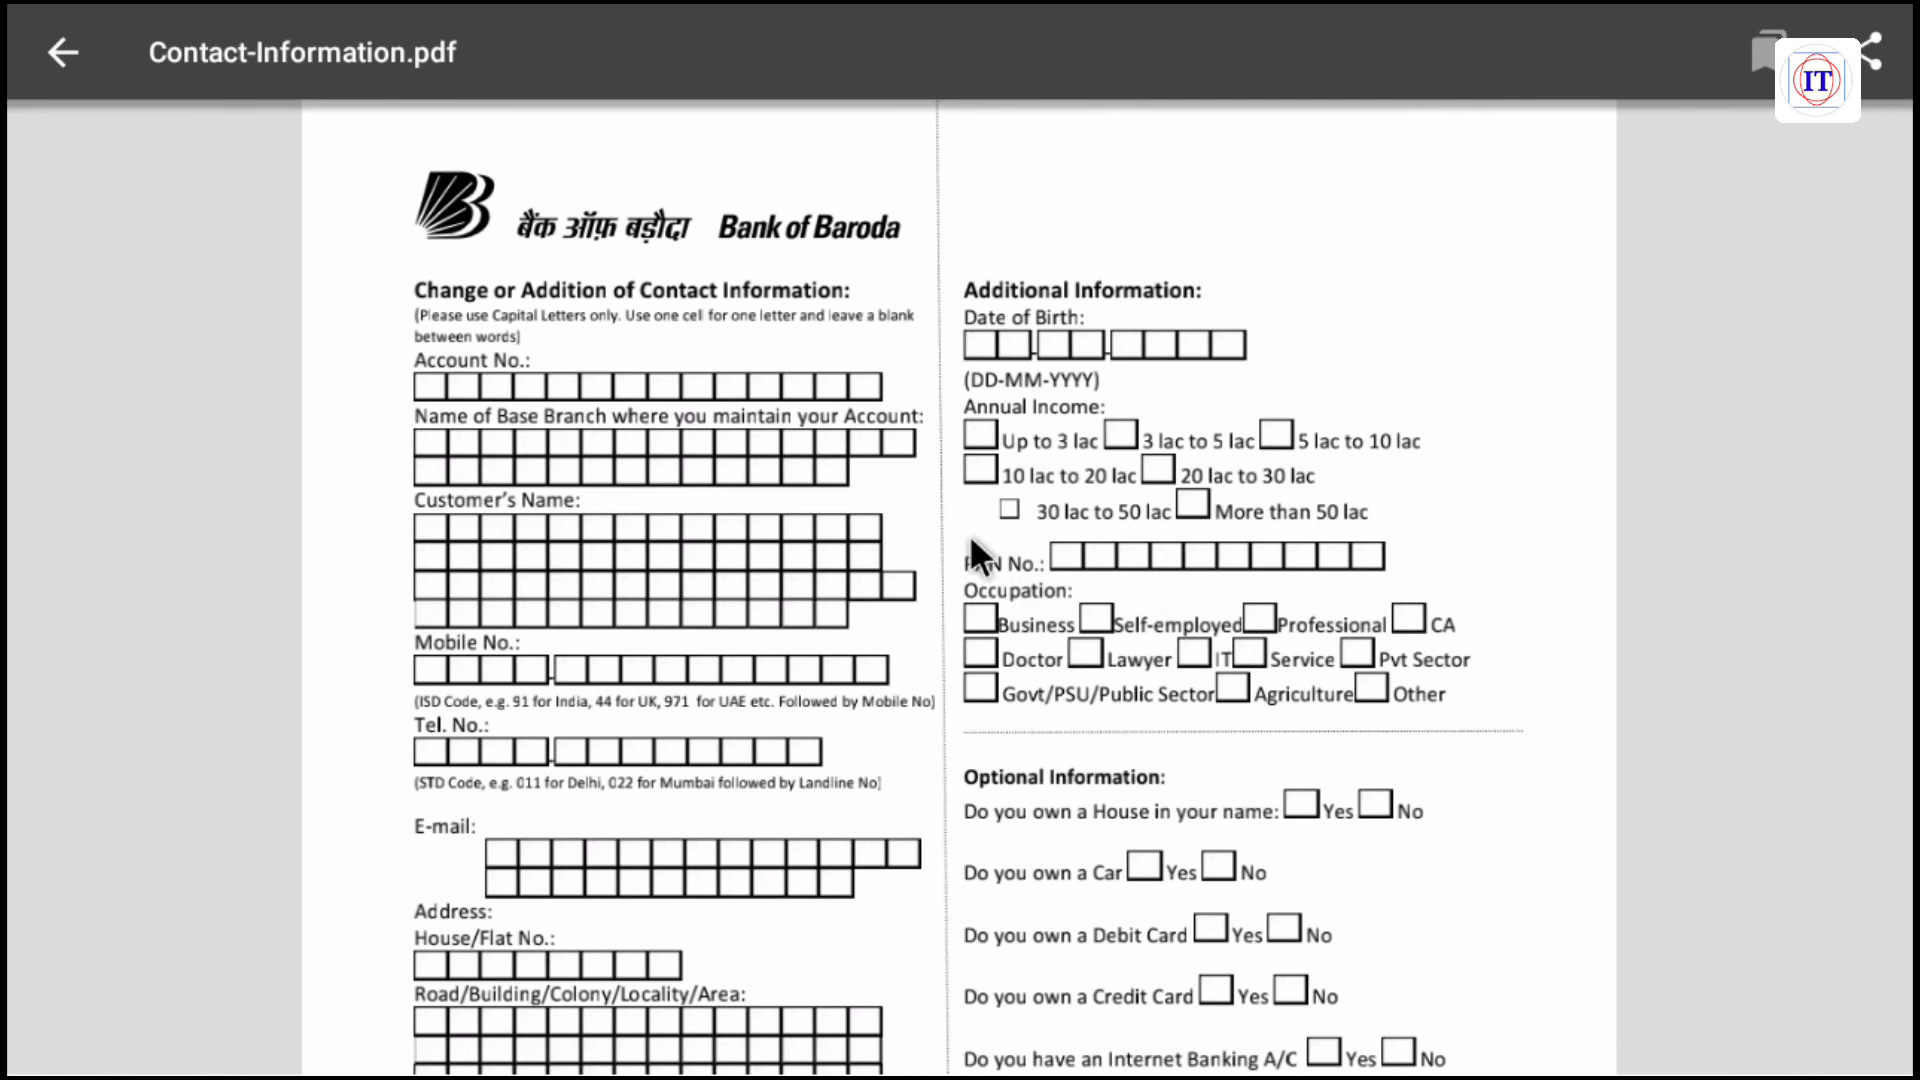 Contact-Information.pdf
IT
बैंक ऑफ़ बड़ौदा Bank of Baroda
Change or Addition of Contact Information:
(Please use Capital Letters only. Use one cell for one letter and leave a blank
between words)
Account No.:
Name of Base Branch where you maintain your Account:
Customer's Name:
Mobile No.:
(ISD Code, e.g. 91 for India, 44 for UK, 971 for UAE etc. Followed by Mobile No)
Tel. No.:
(STD Code, e.g. 011 for Delhi, 022 for Mumbai followed by Landline No)
E-mail:
Address:
House/Flat No.:
Road/Building/Colony/Locality/Area:
Additional Information:
Date of Birth:
(DD-MM-YYYY)
Annual Income:
Up to 3 lac 3 lac to 5 lac 5 lac to 10 lac
10 lac to 20 lac 20 lac to 30 lac
30 lac to 50 lac More than 50 lac
No.:
Occupation:
Business Self-employed Professional CA
Doctor Lawyer IT Service Pvt Sector
Govt/PSU/Public Sector Agriculture Other
Optional Information:
Do you own a House in your name: Yes No
Do you own a Car Yes No
Do you own a Debit Card Yes No
Do you own a Credit Card Yes No
Do you have an Internet Banking A/C Yes No